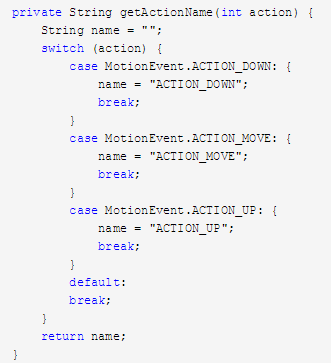 private String getActionName(int action) {
    String name = "";
    switch (action) {
        case MotionEvent.ACTION_DOWN: {
            name = "ACTION_DOWN";
            break;
        }
        case MotionEvent.ACTION_MOVE: {
            name = "ACTION_MOVE";
            break;
        }
        case MotionEvent.ACTION_UP: {
            name = "ACTION_UP";
            break;
        }
        default:
        break;
    }
    return name;
}